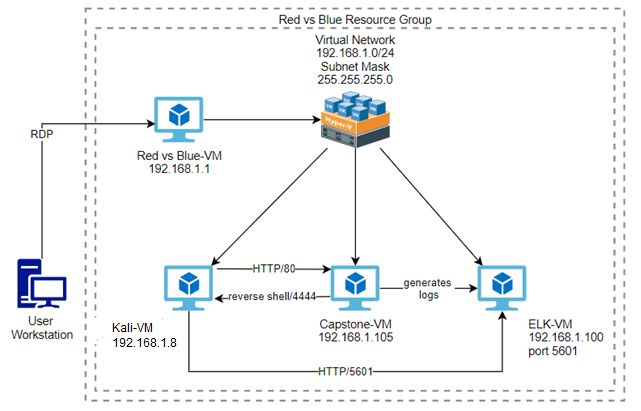 Red vs Blue Resource Group
Virtual Network
192.168.1.0/24
Subnet Mask
255.255.255.0
VM VM VM
Hyper-V
RDP
Red vs Blue-VM
192.168.1.1
HTTP/80
reverse shell/4444
generates
logs
User
Workstation
Kali-VM
192.168.1.8
Capstone-VM
192.168.1.105
ELK-VM
192.168.1.100
port 5601
HTTP/5601